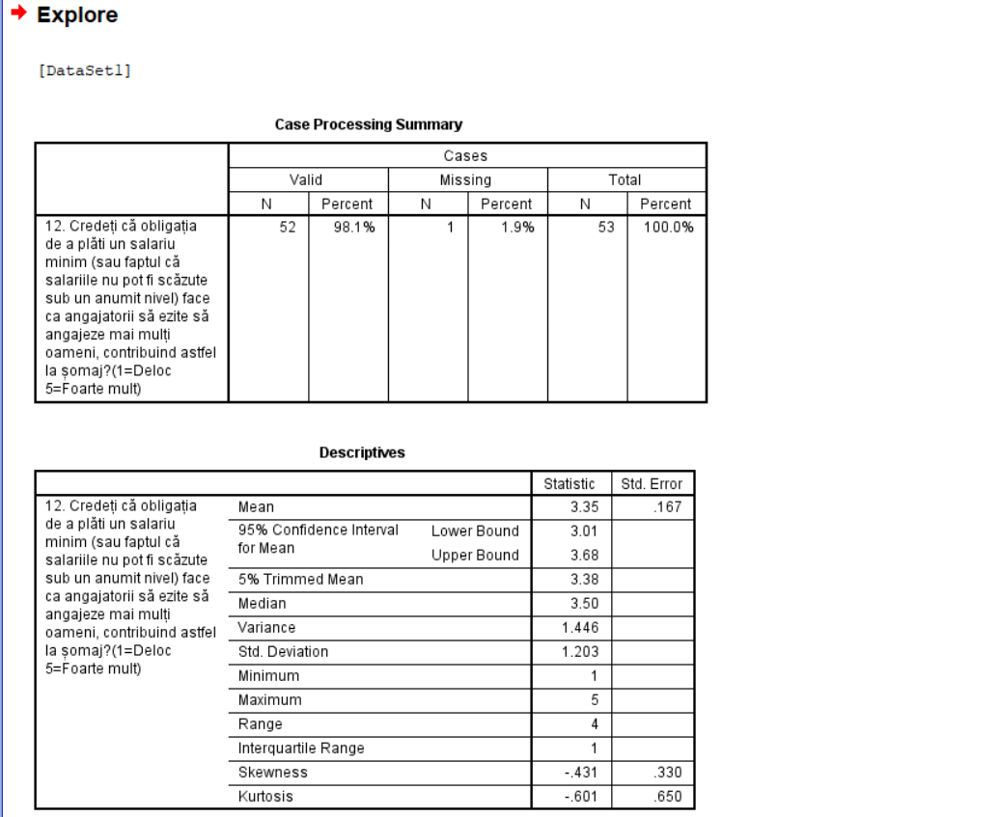 Explore
[DataSet1]
Case Processing Summary
Cases
Valid Missing Total
N Percent N Percent N Percent
12. Credeți că obligația 52 98.1% 1 1.9% 53 100.0%
de a plăti un salariu
minim (sau faptul că
salariile nu pot fi scăzute
sub un anumit nivel) face
ca angajatorii să ezite să
angajeze mai mulți
oameni, contribuind astfel
la șomaj?(1=Deloc
5=Foarte mult)
Descriptives
Statistic Std. Error
12. Credeți că obligația
de a plăti un salariu
minim (sau faptul că
salariile nu pot fi scăzute
sub un anumit nivel) face
ca angajatorii să ezite să
angajeze mai mulți
oameni, contribuind astfel
la șomaj?(1=Deloc
5=Foarte mult)
Mean 3.35 .167
95% Confidence Interval Lower Bound 3.01
for Mean
Upper Bound 3.68
5% Trimmed Mean 3.38
Median 3.50
Variance 1.446
Std. Deviation 1.203
Minimum 1
Maximum 5
Range 4
Interquartile Range 1
Skewness -.431 .330
Kurtosis -.601 .650